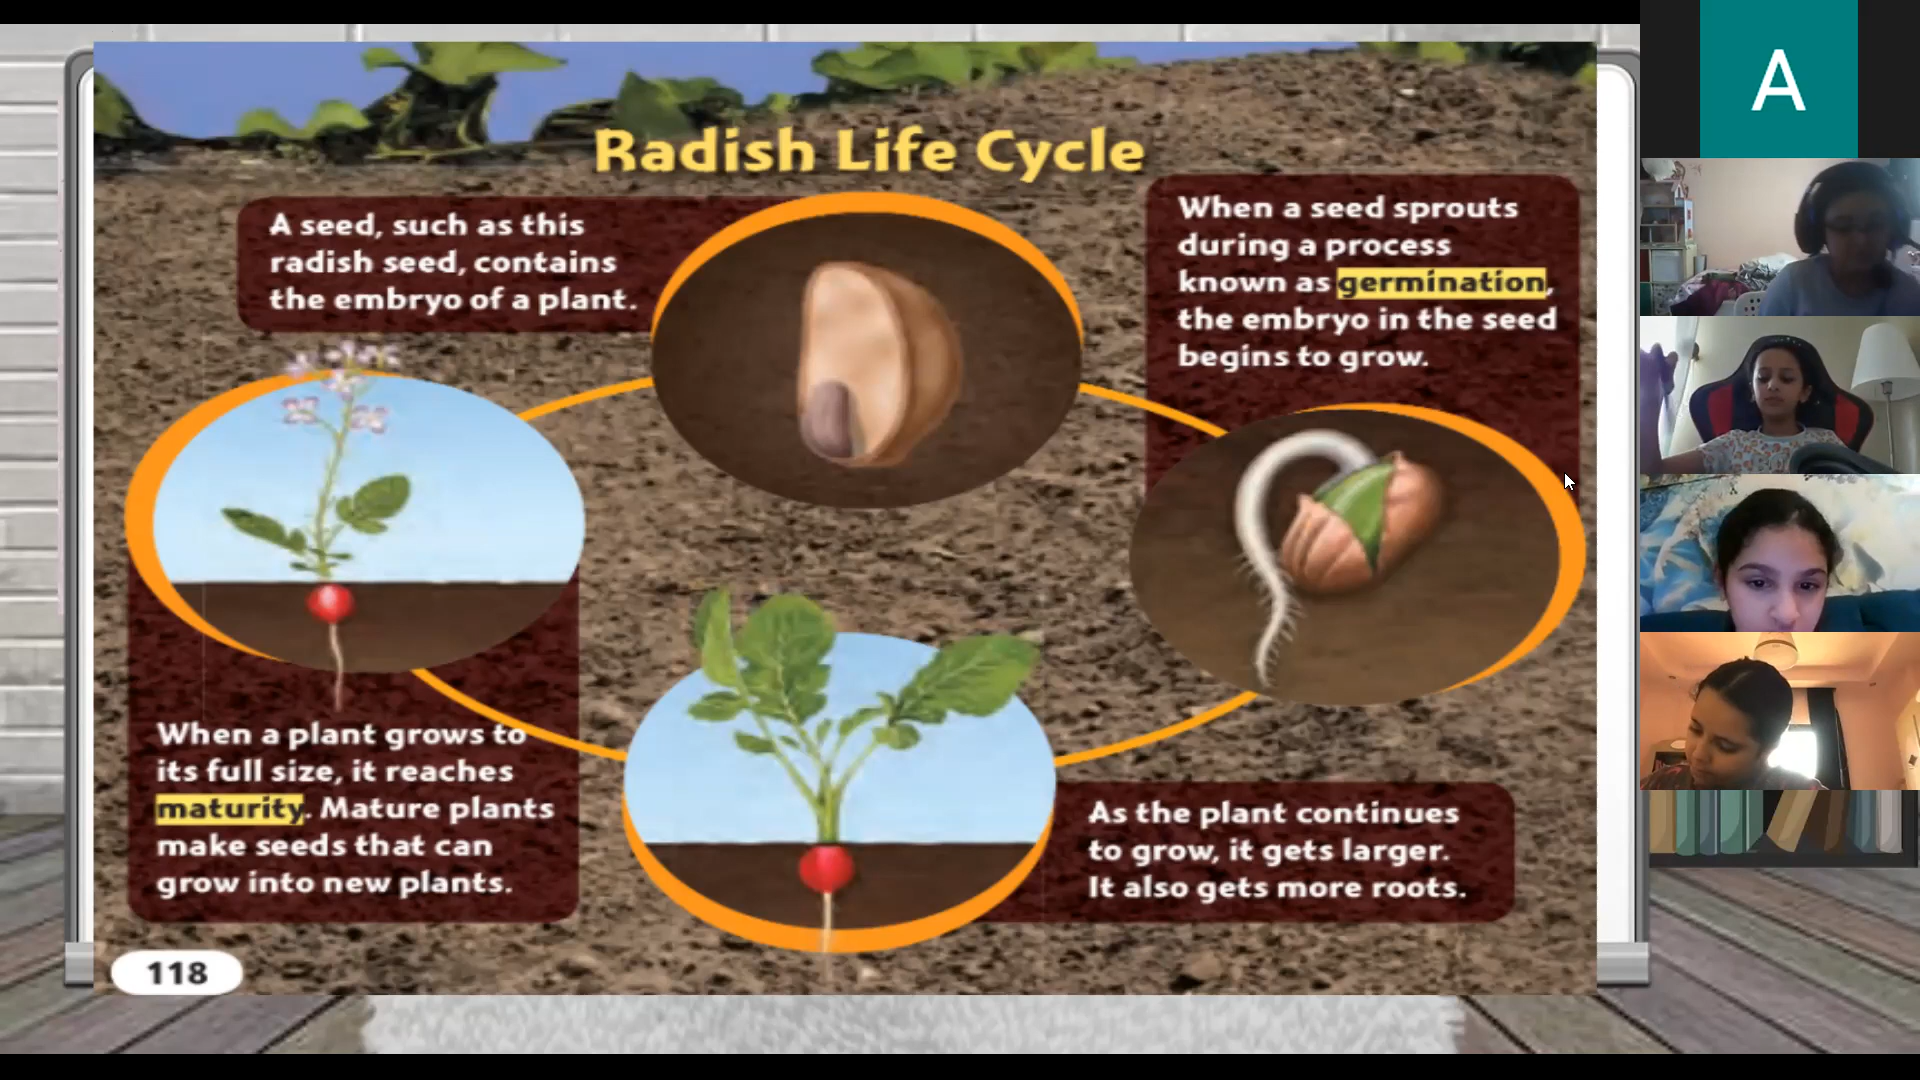 Radish Life Cycle
A seed, such as this
radish seed, contains
the embryo of a plant.
When a seed sprouts
during a process
known as germination,
the embryo in the seed
begins to grow.
As the plant continues
to grow, it gets larger.
It also gets more roots.
When a plant grows to
its full size, it reaches
maturity. Mature plants
make seeds that can
grow into new plants.
118
A